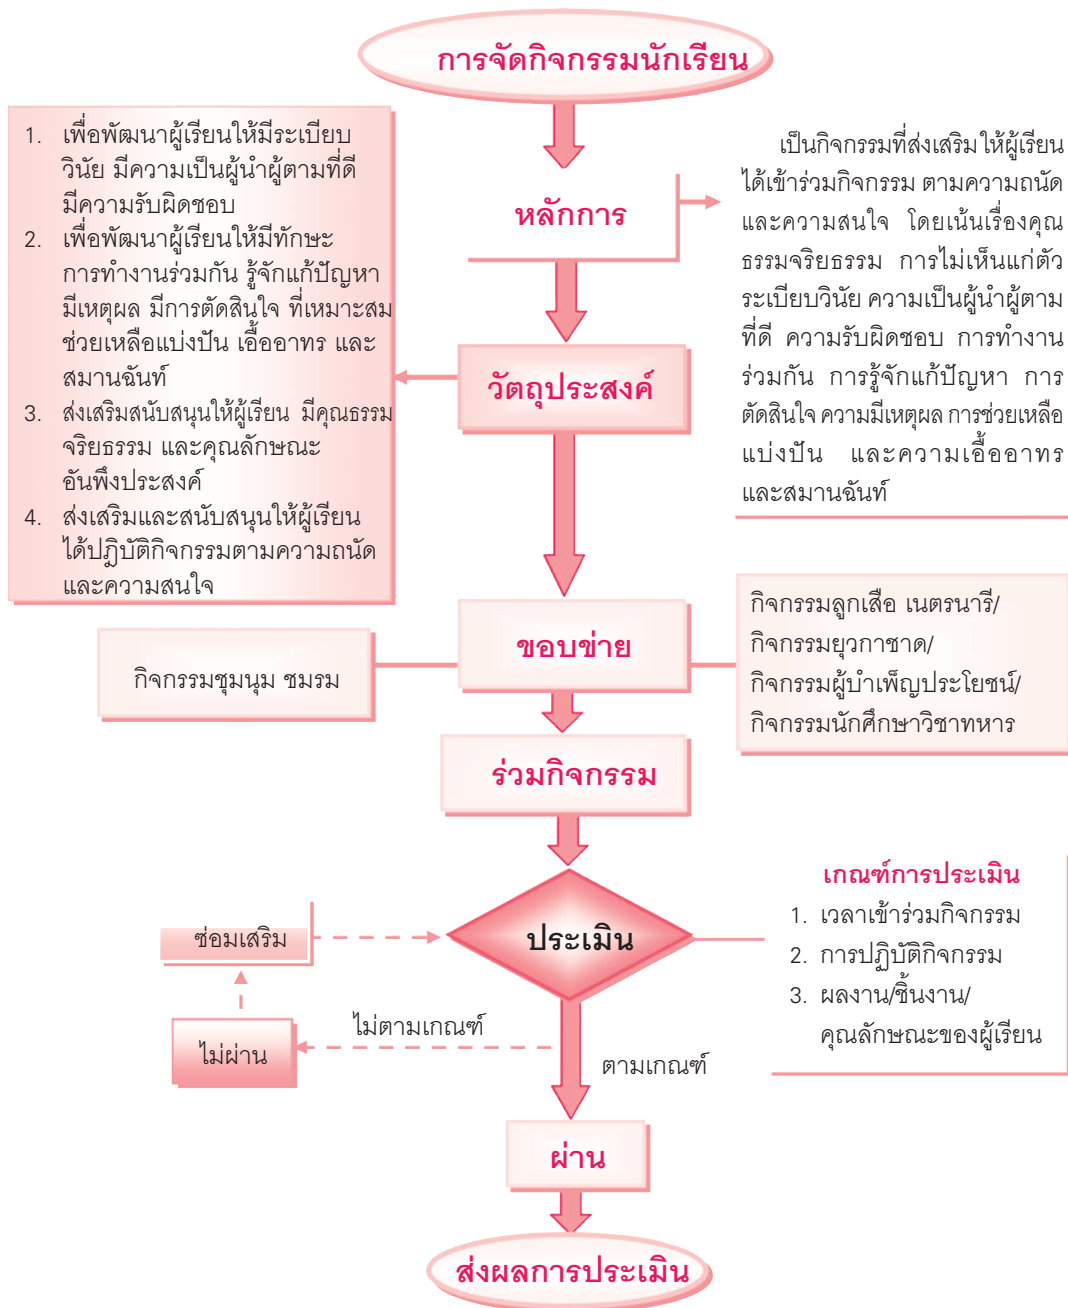 การจัดกิจกรรมนักเรียน
หลักการ
เป็นกิจกรรมที่ส่งเสริมให้ผู้เรียน
ได้เข้าร่วมกิจกรรม ตามความถนัด
และความสนใจ โดยเน้นเรื่องคุณ
ธรรมจริยธรรม การไม่เห็นแก่ตัว
ระเบียบวินัย ความเป็นผู้นำผู้ตาม
ที่ดี ความรับผิดชอบ การทำงาน
ร่วมกัน การรู้จักแก้ปัญหา การ
ตัดสินใจ ความมีเหตุผล การช่วยเหลือ
แบ่งปัน และความเอื้ออาทร
และสมานฉันท์
วัตถุประสงค์
1. เพื่อพัฒนาผู้เรียนให้มีระเบียบ
วินัย มีความเป็นผู้นำผู้ตามที่ดี
มีความรับผิดชอบ
2. เพื่อพัฒนาผู้เรียนให้มีทักษะ
การทำงานร่วมกัน รู้จักแก้ปัญหา
มีเหตุผล มีการตัดสินใจ ที่เหมาะสม
ช่วยเหลือแบ่งปัน เอื้ออาทร และ
สมานฉันท์
3. ส่งเสริมสนับสนุนให้ผู้เรียน มีคุณธรรม
จริยธรรม และคุณลักษณะ
อันพึงประสงค์
4. ส่งเสริมและสนับสนุนให้ผู้เรียน
ได้ปฏิบัติกิจกรรมตามความถนัด
และความสนใจ
ขอบข่าย
กิจกรรมชุมนุม ชมรม
กิจกรรมลูกเสือ เนตรนารี/
กิจกรรมยุวกาชาด/
กิจกรรมผู้บำเพ็ญประโยชน์/
กิจกรรมนักศึกษาวิชาทหาร
ร่วมกิจกรรม
ประเมิน
เกณฑ์การประเมิน
1. เวลาเข้าร่วมกิจกรรม
2. การปฏิบัติกิจกรรม
3. ผลงาน/ชิ้นงาน/
คุณลักษณะของผู้เรียน
ซ่อมเสริม
ไม่ตามเกณฑ์
ไม่ผ่าน
ตามเกณฑ์
ผ่าน
ส่งผลการประเมิน